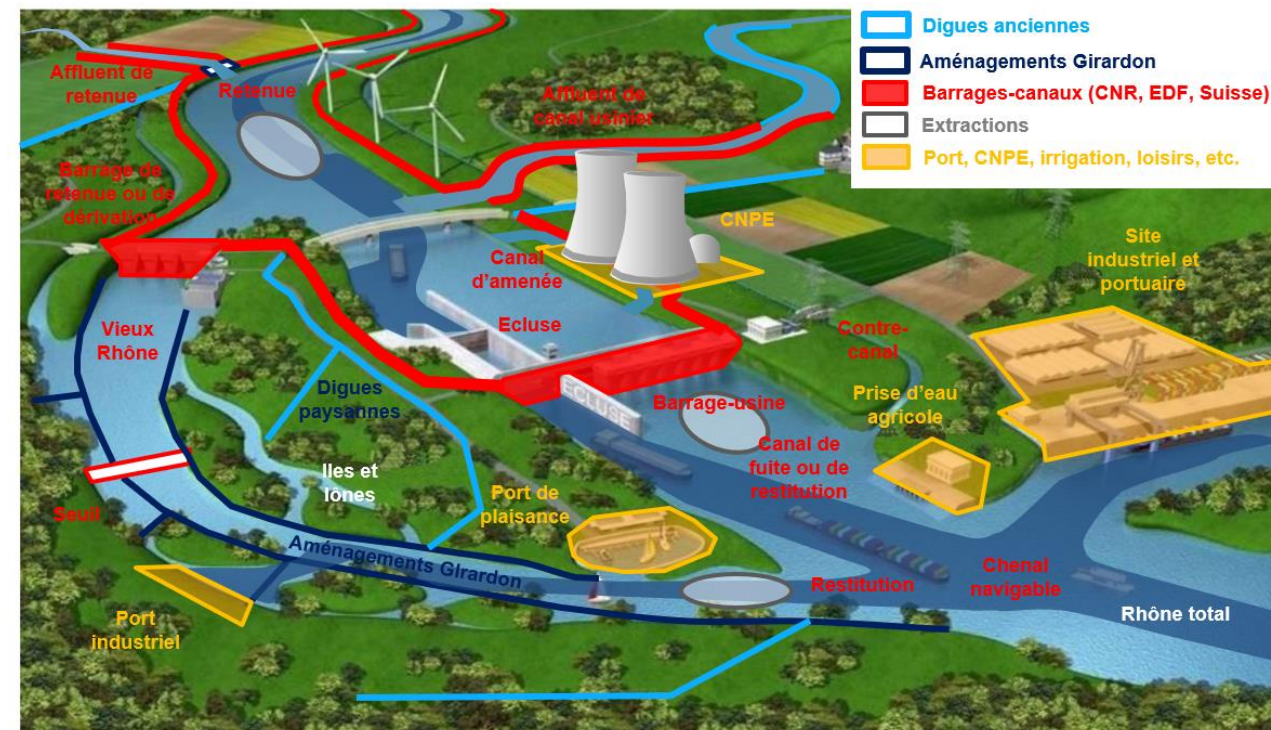 Digues anciennes
Aménagements Girardon
Barrages-canaux (CNR, EDF, Suisse)
Extractions
Port, CNPE, irrigation, loisirs, etc.
Affluent de
retenue
Retenue
Affluent de
canal usinier
Barrage de
retenue ou de
dérivation
CNPE
Canal
d'amenée
Site
industriel et
portuaire
Vieux
Rhône
Ecluse
Contre-
canal
Digues
paysannes
ECLUSE
Barrage-usine
Prise d'eau
agricole
Canal de
fuite ou de
restitution
Iles et
lônes
Seuil
Port de
plaisance
Aménagements GIrardon
Restitution
Chenal
navigable
Rhône total
Port
industriel